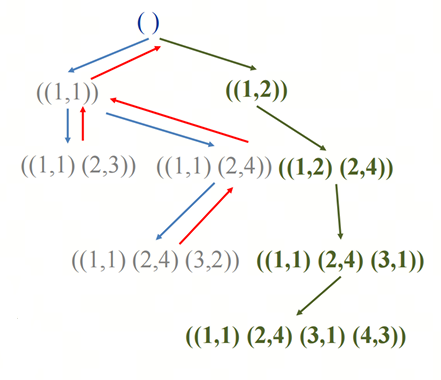 ( )
((1,1)) ((1,2))
((1,1) (2,3)) ((1,1) (2,4)) ((1,2) (2,4))
((1,1) (2,4) (3,2)) ((1,1) (2,4) (3,1))
((1,1) (2,4) (3,1) (4,3))